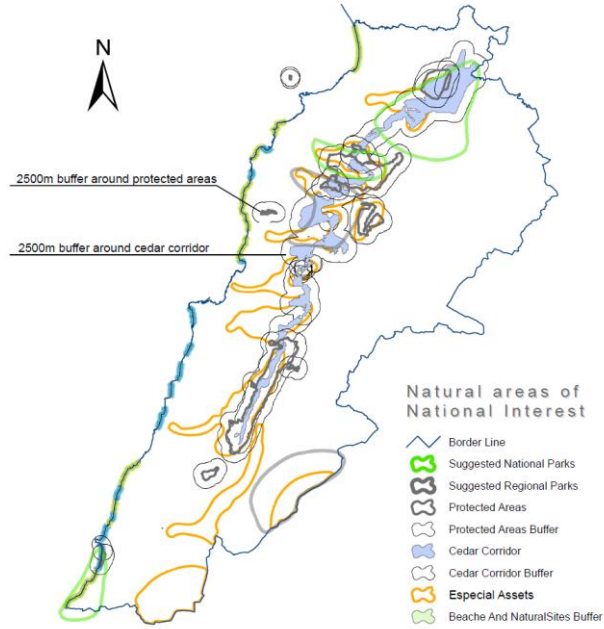 N
2500m buffer around protected areas
2500m buffer around cedar corridor
Natural areas of
National Interest
Border Line
Suggested National Parks
Suggested Regional Parks
Protected Areas
Protected Areas Buffer
Cedar Corridor
Cedar Corridor Buffer
Especial Assets
Beache And NaturalSites Buffer